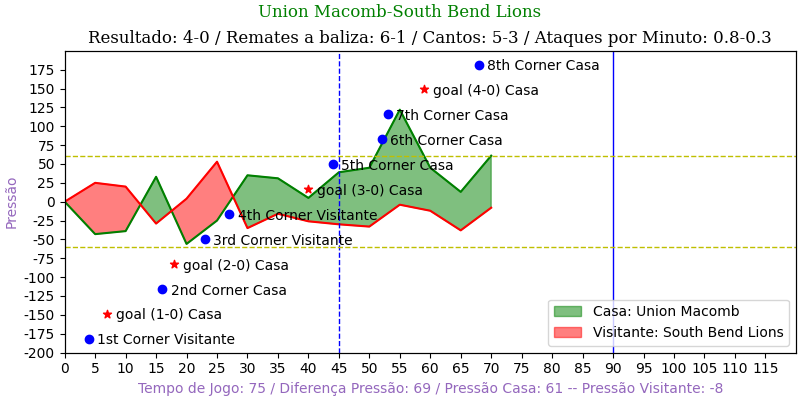 Union Macomb-South Bend Lions
Resultado: 4-0 / Remates a baliza: 6-1 / Cantos: 5-3 / Ataques por Minuto: 0.8-0.3
Pressão
175
150
125
100
75
50
25
0
-25
-50
-75
-100
-125
-150
-175
-200
8th Corner Casa
goal (4-0) Casa
7th Corner Casa
6th Corner Casa
5th Corner Casa
goal (3-0) Casa
4th Corner Visitante
3rd Corner Visitante
goal (2-0) Casa
2nd Corner Casa
goal (1-0) Casa
1st Corner Visitante
Casa: Union Macomb
Visitante: South Bend Lions
0 5 10 15 20 25 30 35 40 45 50 55 60 65 70 75 80 85 90 95 100 105 110 115
Tempo de Jogo: 75 / Diferença Pressão: 69 / Pressão Casa: 61 -- Pressão Visitante: -8